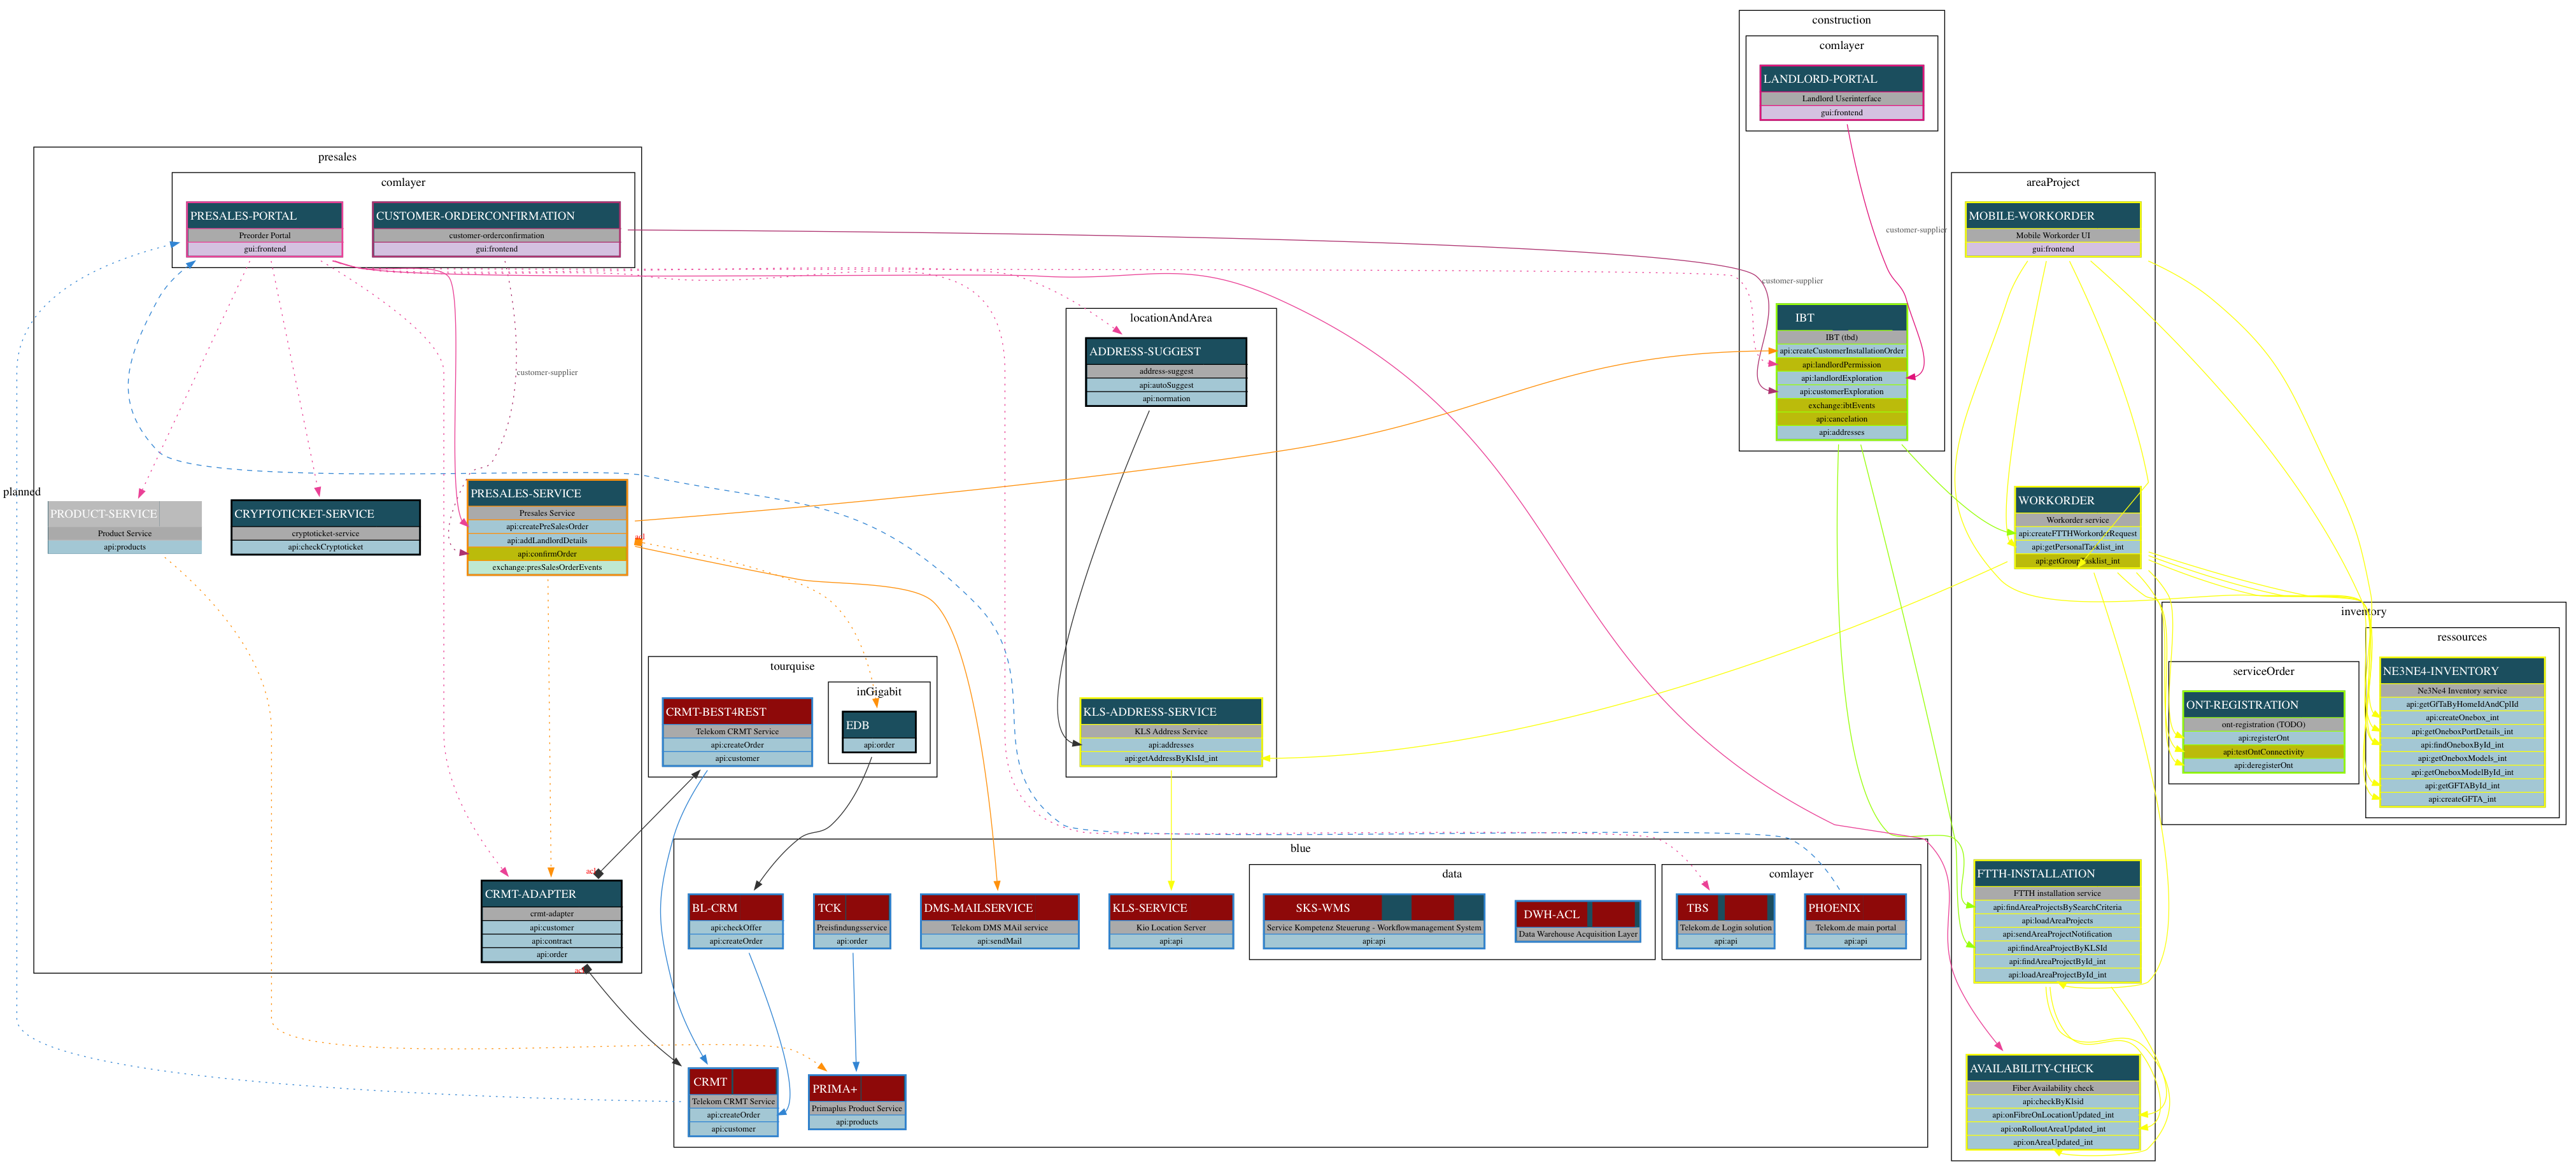 construction
comlayer
LANDLORD-PORTAL
Landlord Userinterface
gui:frontend
customer-supplier
customer-supplier
IBT
IBT (tbd)
api:createCustomerInstallationOrder
api:landlordPermission
api:landlordExploration
api:customerExploration
exchange:ibtEvents
api:cancelation
api:addresses
presales
comlayer
PRESALES-PORTAL
Preorder Portal
gui:frontend
CUSTOMER-ORDERCONFIRMATION
customer-orderconfirmation
gui:frontend
customer-supplier
planned
PRODUCT-SERVICE
Product Service
api:products
CRYPTOTICKET-SERVICE
cryptoticket-service
api:checkCryptoticket
PRESALES-SERVICE
Presales Service
api:createPreSalesOrder
api:addLandlordDetails
api:confirmOrder
exchange:presSalesOrderEvents
CRMT-ADAPTER
crmt-adapter
api:customer
api:contract
api:order
locationAndArea
ADDRESS-SUGGEST
address-suggest
api:autoSuggest
api:normation
KLS-ADDRESS-SERVICE
KLS Address Service
api:addresses
api:getAddressByKlsId_int
tourquise
CRMT-BEST4REST
Telekom CRMT Service
api:createOrder
api:customer
inGigabit
EDB
api:order
areaProject
MOBILE-WORKORDER
Mobile Workorder UI
gui:frontend
WORKORDER
Workorder service
api:createFTTHWorkorderRequest
api:getPersonalTasklist_int
api:getGroupTasklist_int
FTTH-INSTALLATION
FTTH installation service
api:findAreaProjectsBySearchCriteria
api:loadAreaProjects
api:sendAreaProjectNotification
api:findAreaProjectByKLSId
api:findAreaProjectById_int
api:loadAreaProjectById_int
AVAILABILITY-CHECK
Fiber Availability check
api:checkByKlsid
api:onFibreOnLocationUpdated_int
api:onRolloutAreaUpdated_int
api:onAreaUpdated_int
inventory
serviceOrder
ONT-REGISTRATION
ont-registration (TODO)
api:registerOnt
api:testOntConnectivity
api:deregisterOnt
ressources
NE3NE4-INVENTORY
Ne3Ne4 Inventory service
api:getGfTaByHomeIdAndCplId
api:createOnebox_int
api:getOneboxPortDetails_int
api:findOneboxById_int
api:getOneboxModels_int
api:getOneboxModelById_int
api:getGFTAById_int
api:createGFTA_int
blue
BL-CRM
api:checkOffer
api:createOrder
TCK
Preisfindungsservice
api:order
DMS-MAILSERVICE
Telekom DMS MAil service
api:sendMail
KLS-SERVICE
Kio Location Server
api:api
data
SKS-WMS
Service Kompetenz Steuerung - Workflowmanagement System
api:api
DWH-ACL
Data Warehouse Acquisition Layer
comlayer
TBS
Telekom.de Login solution
api:api
PHOENIX
Telekom.de main portal
api:api
CRMT
Telekom CRMT Service
api:createOrder
api:customer
PRIMA+
Primaplus Product Service
api:products